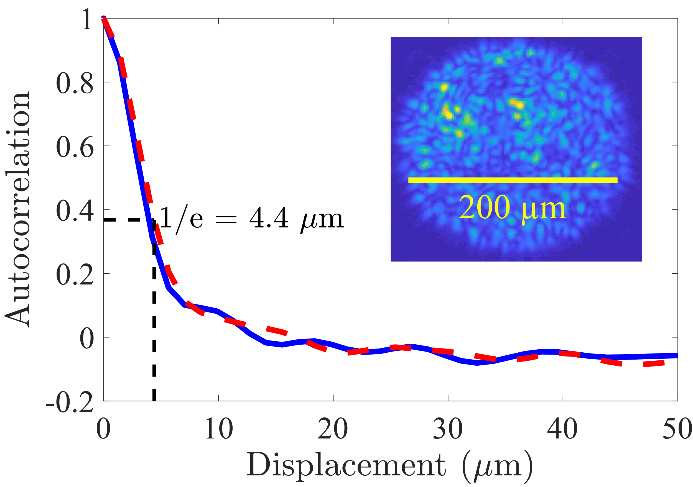 1
0.8
0.6
0.4
0.2
0
-0.2
Autocorrelation
1/e = 4.4 μm
200 µm
0 10 20 30 40 50
Displacement (μm)